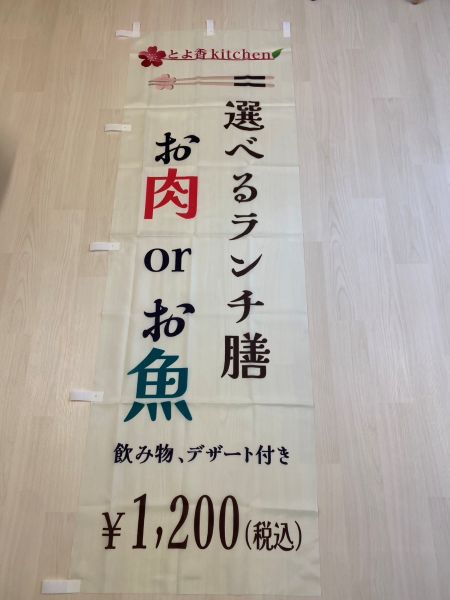 とよ香kitchen
選べるランチ膳
お肉 or お魚
飲み物、デザート付き
¥1,200(税込)